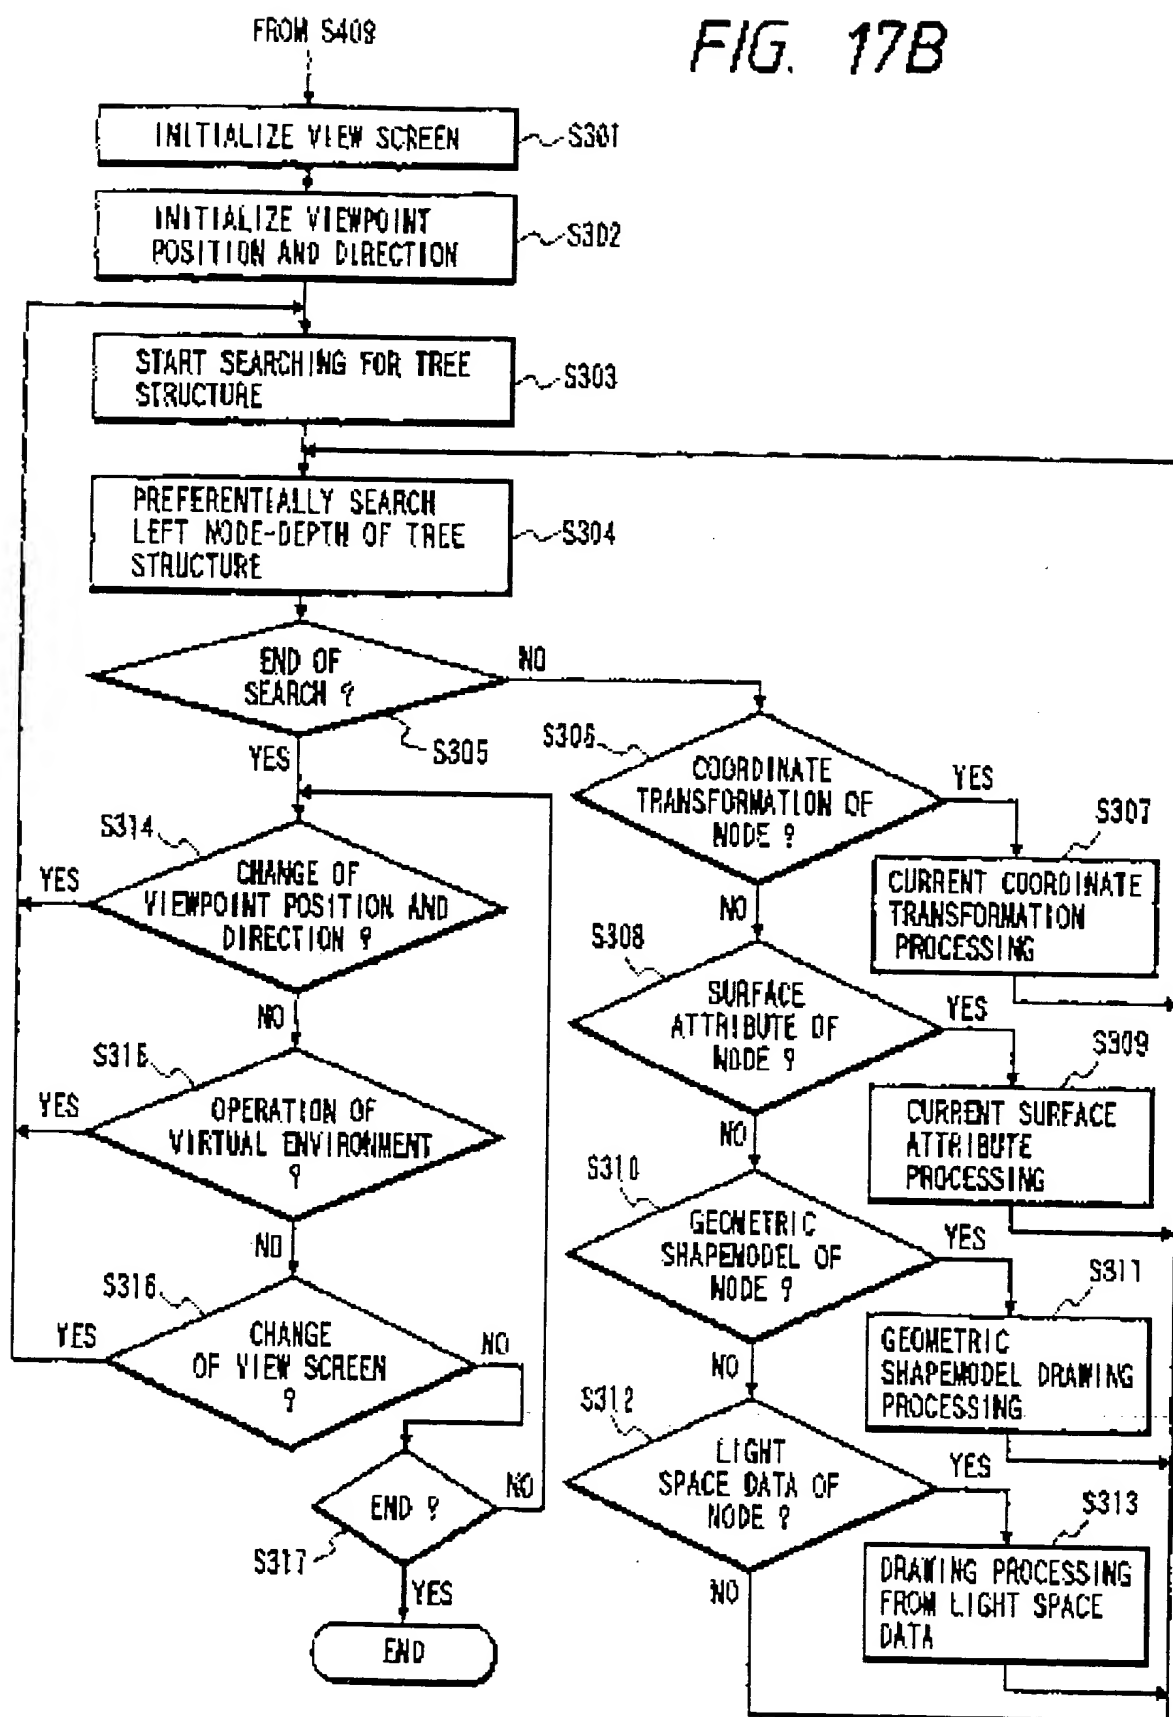 FROM S409
FIG. 17B
INITIALIZE VIEW SCREEN
S301
INITIALIZE VIEWPOINT
POSITION AND DIRECTION
S302
START SEARCHING FOR TREE
STRUCTURE
S303
PREFERENTIALLY SEARCH
LEFT NODE-DEPTH OF TREE
STRUCTURE
S304
END OF
SEARCH ?
NO
YES
S305
S306
COORDINATE
TRANSFORMATION OF
NODE ?
YES
NO
S307
CURRENT COORDINATE
TRANSFORMATION
PROCESSING
S314
YES
CHANGE OF
VIEWPOINT POSITION AND
DIRECTION ?
NO
S308
SURFACE
ATTRIBUTE OF
NODE ?
YES
NO
S309
CURRENT SURFACE
ATTRIBUTE
PROCESSING
S315
YES
OPERATION OF
VIRTUAL ENVIRONMENT
?
NO
S310
GEOMETRIC
SHAPEMODEL OF
NODE ?
YES
NO
S311
GEOMETRIC
SHAPEMODEL DRAWING
PROCESSING
S316
YES
CHANGE
OF VIEW SCREEN
?
NO
S312
LIGHT
SPACE DATA OF
NODE ?
YES
NO
S313
DRAWING PROCESSING
FROM LIGHT SPACE
DATA
END ?
NO
S317
YES
END